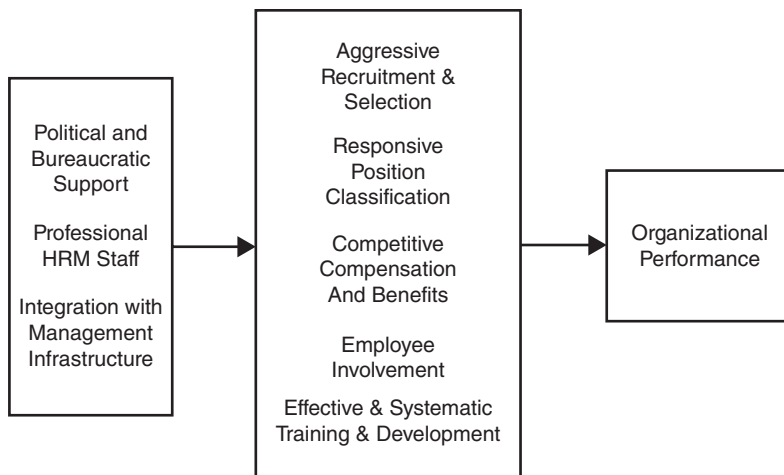 Political and
Bureaucratic
Support
Professional
HRM Staff
Integration with
Management
Infrastructure
Aggressive
Recruitment &
Selection
Responsive
Position
Classification
Competitive
Compensation
And Benefits
Employee
Involvement
Effective & Systematic
Training & Development
Organizational
Performance